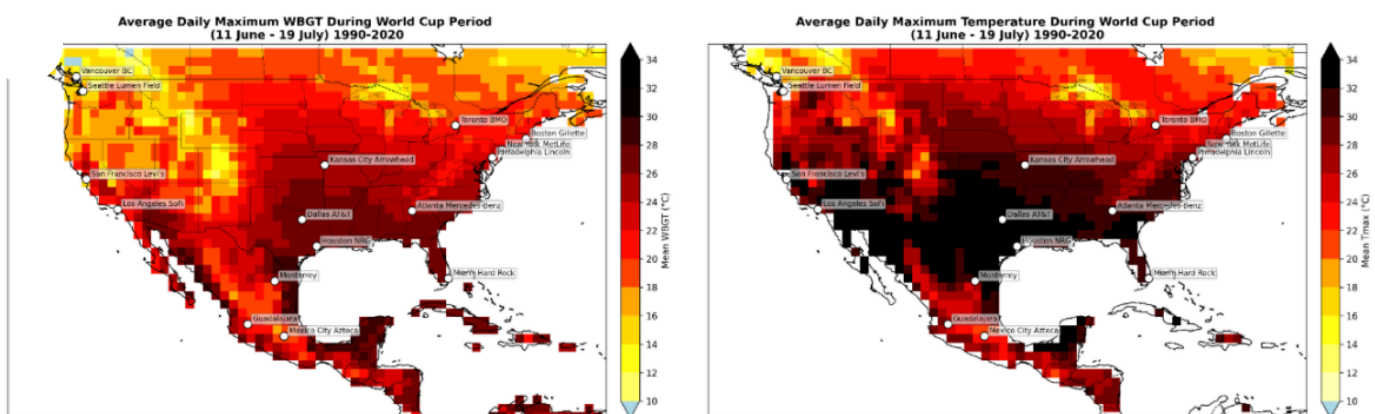 Average Daily Maximum WBGT During World Cup Period
(11 June - 19 July) 1990-2020
Vancouver BC
Seattle Lumen Field
Toronto BMO
Boston Gillette
New York MetLife
Philadelphia Lincoln
Kansas City Arrowhead
San Francisco Levi's
Los Angeles Sofi
Atlanta Mercedes-Benz
Dallas AT&T
Houston NRG
Miami Hard Rock
Monterrey
Guadalajara
Mexico City Azteca
34
32
30
28
26
24
22
20
18
16
14
12
10
Mean WBGT (°C)
Average Daily Maximum Temperature During World Cup Period
(11 June - 19 July) 1990-2020
Vancouver BC
Seattle Lumen Field
Toronto BMO
Boston Gillette
New York MetLife
Philadelphia Lincoln
Kansas City Arrowhead
San Francisco Levi's
Los Angeles Sofi
Atlanta Mercedes-Benz
Dallas AT&T
Houston NRG
Miami Hard Rock
Monterrey
Guadalajara
Mexico City Azteca
34
32
30
28
26
24
22
20
18
16
14
12
10
Mean Tmax (°C)